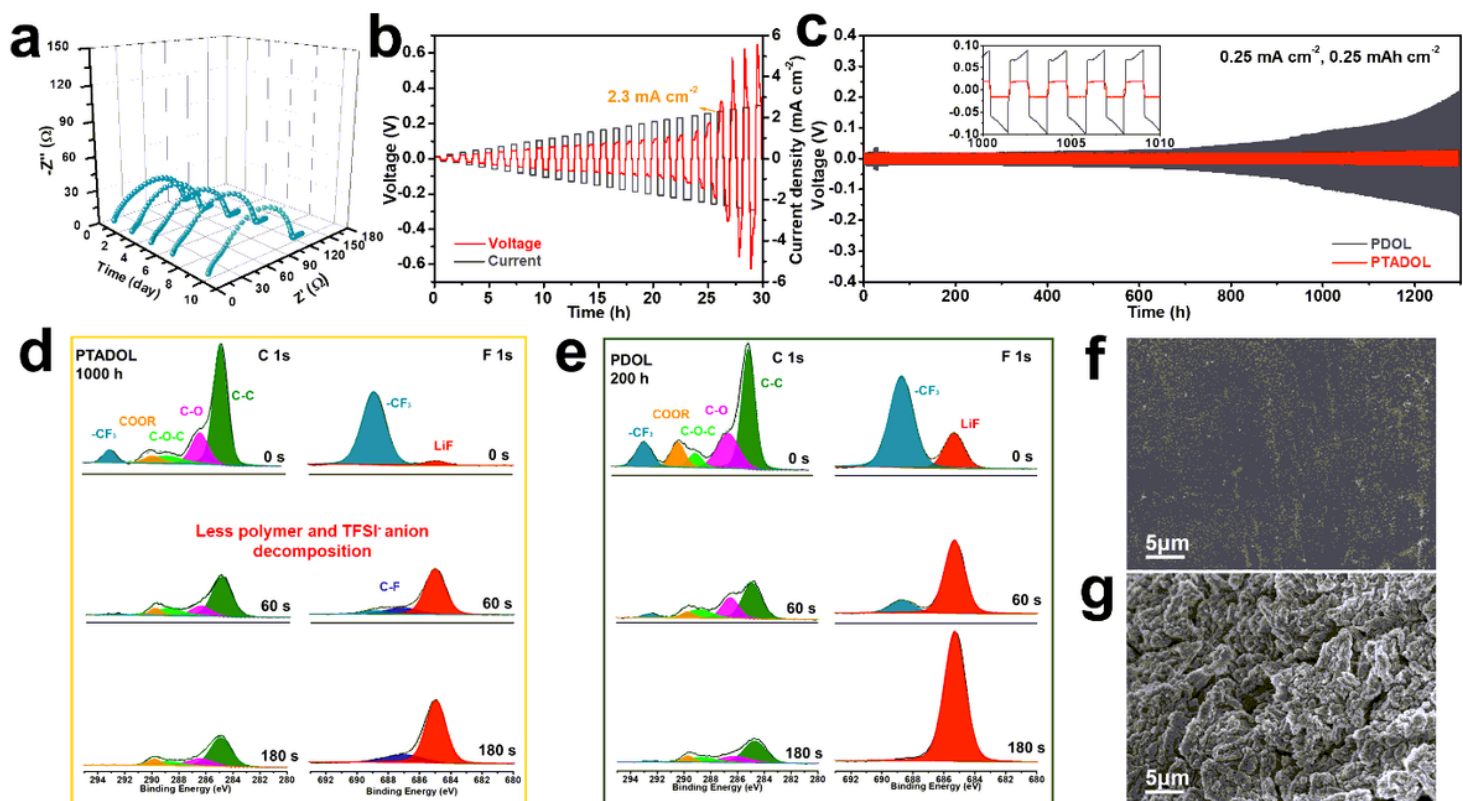 a
150
120
90
60
30
0
-Z'' (Ω)
0
2
4
6
8
10
Time (day)
0
30
60
90
120
150
180
Z' (Ω)
b
0.6
0.4
0.2
0.0
-0.2
-0.4
-0.6
Voltage (V)
6
5
4
3
2
1
0
-2
-3
-4
-5
-6
Current density (mA cm⁻²)
2.3 mA cm⁻²
Voltage
Current
0 5 10 15 20 25 30
Time (h)
c
0.4
0.3
0.2
0.1
0.0
-0.1
-0.2
-0.3
-0.4
Voltage (V)
0.10
0.05
0.00
-0.05
-0.10
1000 1005 1010
0.25 mA cm⁻², 0.25 mAh cm⁻²
PDOL
PTADOL
0 200 400 600 800 1000 1200
Time (h)
d
PTADOL
1000 h
C 1s
F 1s
C-C
C-O
COOR
C-O-C
-CF₃
0 s
-CF₃
LiF
0 s
Less polymer and TFSI⁻ anion
decomposition
60 s
C-F
60 s
180 s
180 s
294 292 290 288 286 284 282 280
Binding Energy (eV)
692 688 684 680
Binding Energy (eV)
e
PDOL
200 h
C 1s
F 1s
C-C
C-O
COOR
C-O-C
-CF₃
0 s
-CF₃
LiF
0 s
60 s
60 s
180 s
180 s
294 292 290 288 286 284 282 280
Binding Energy (eV)
692 688 684 680
Binding Energy (eV)
f
5μm
g
5μm